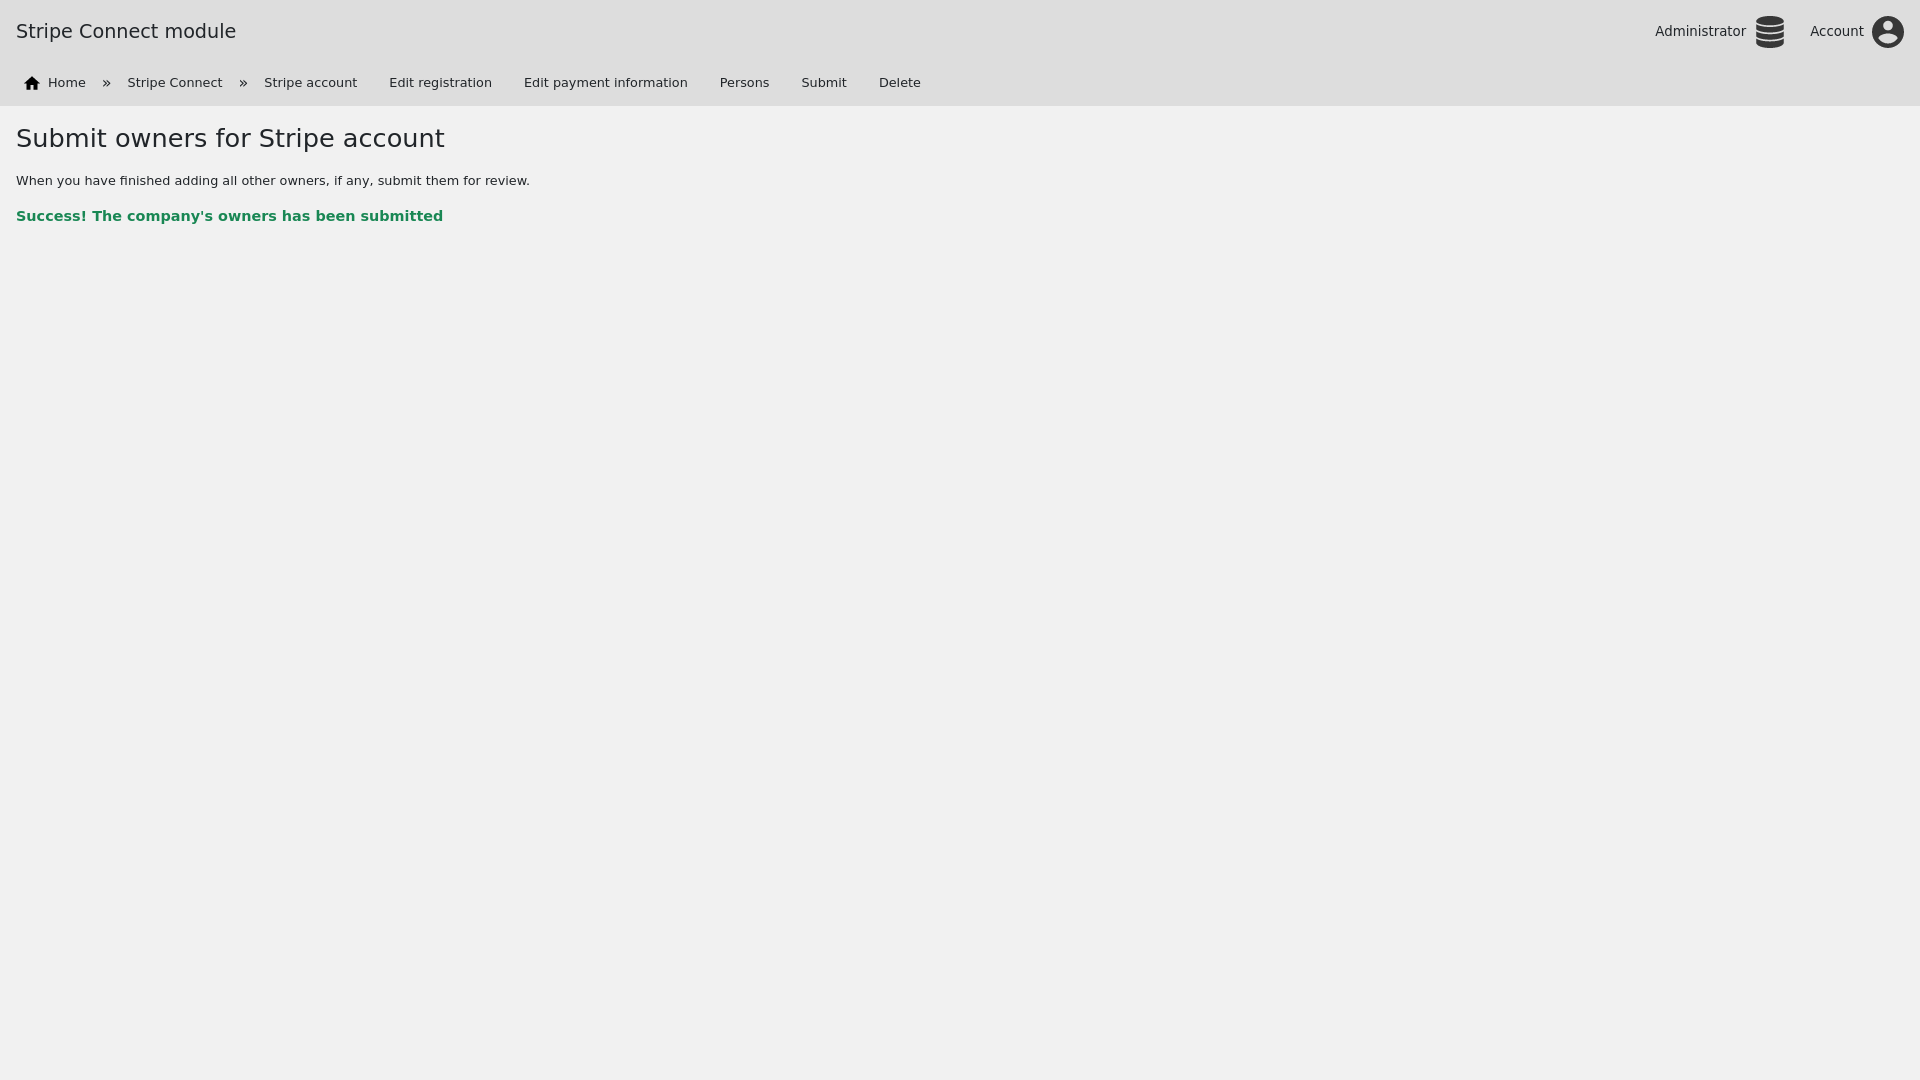 Stripe Connect module
Administrator
Account
Home » Stripe Connect » Stripe account Edit registration Edit payment information Persons Submit Delete
Submit owners for Stripe account
When you have finished adding all other owners, if any, submit them for review.
Success! The company's owners has been submitted